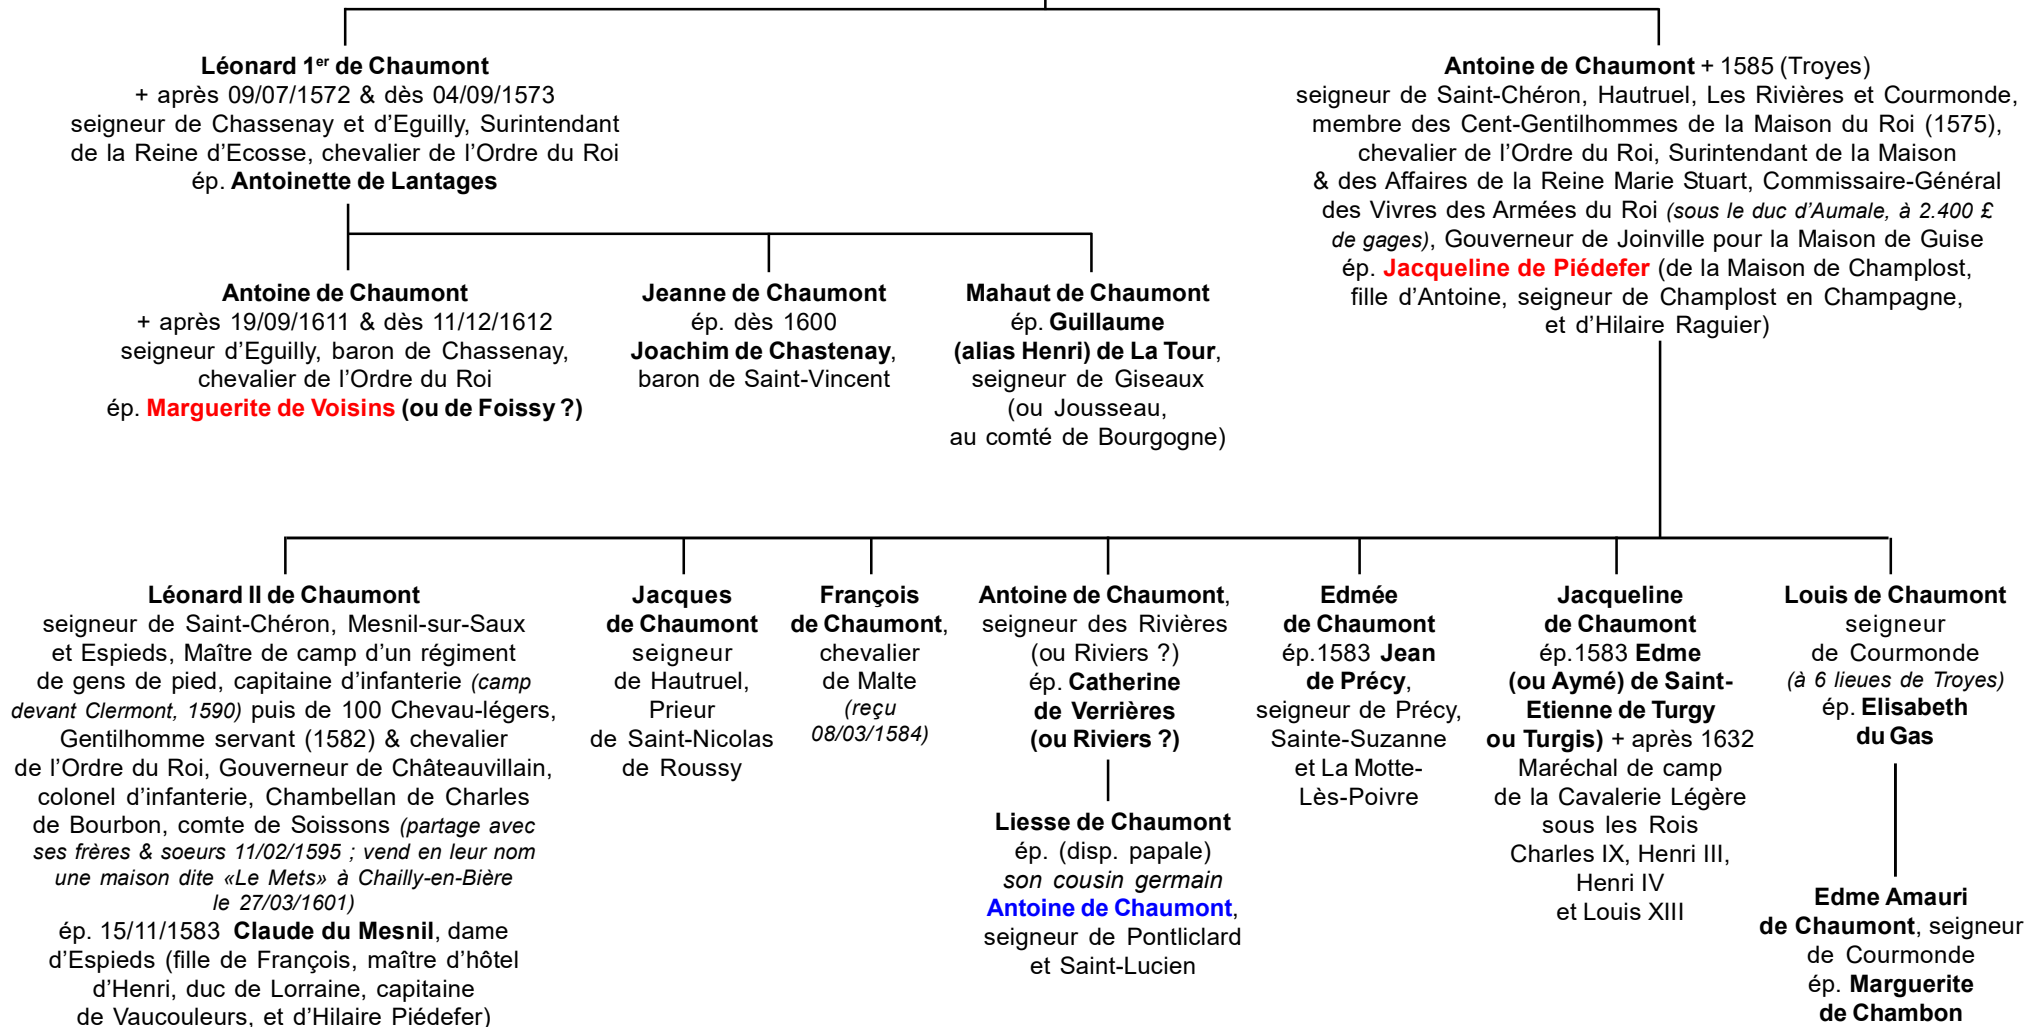 Léonard 1er de Chaumont
+ après 09/07/1572 & dès 04/09/1573
seigneur de Chassenay et d’Eguilly, Surintendant
de la Reine d’Ecosse, chevalier de l’Ordre du Roi
ép. Antoinette de Lantages
Antoine de Chaumont + 1585 (Troyes)
seigneur de Saint-Chéron, Hautruel, Les Rivières et Courmonde,
membre des Cent-Gentilhommes de la Maison du Roi (1575),
chevalier de l’Ordre du Roi, Surintendant de la Maison
& des Affaires de la Reine Marie Stuart, Commissaire-Général
des Vivres des Armées du Roi (sous le duc d’Aumale, à 2.400 £
de gages), Gouverneur de Joinville pour la Maison de Guise
ép. Jacqueline de Piédefer (de la Maison de Champlost,
fille d’Antoine, seigneur de Champlost en Champagne,
et d’Hilaire Raguier)
Antoine de Chaumont
+ après 19/09/1611 & dès 11/12/1612
seigneur d’Eguilly, baron de Chassenay,
chevalier de l’Ordre du Roi
ép. Marguerite de Voisins (ou de Foissy ?)
Jeanne de Chaumont
ép. dès 1600
Joachim de Chastenay,
baron de Saint-Vincent
Mahaut de Chaumont
ép. Guillaume
(alias Henri) de La Tour,
seigneur de Giseaux
(ou Jousseau,
au comté de Bourgogne)
Léonard II de Chaumont
seigneur de Saint-Chéron, Mesnil-sur-Saux
et Espieds, Maître de camp d’un régiment
de gens de pied, capitaine d’infanterie (camp
devant Clermont, 1590) puis de 100 Chevau-légers,
Gentilhomme servant (1582) & chevalier
de l’Ordre du Roi, Gouverneur de Châteauvillain,
colonel d’infanterie, Chambellan de Charles
de Bourbon, comte de Soissons (partage avec
ses frères & soeurs 11/02/1595 ; vend en leur nom
une maison dite «Le Mets» à Chailly-en-Bière
le 27/03/1601)
ép. 15/11/1583 Claude du Mesnil, dame
d’Espieds (fille de François, maître d’hôtel
d’Henri, duc de Lorraine, capitaine
de Vaucouleurs, et d’Hilaire Piédefer)
Jacques
de Chaumont
seigneur
de Hautruel,
Prieur
de Saint-Nicolas
de Roussy
François
de Chaumont,
chevalier
de Malte
(reçu
08/03/1584)
Antoine de Chaumont,
seigneur des Rivières
(ou Riviers ?)
ép. Catherine
de Verrières
(ou Riviers ?)
Liesse de Chaumont
ép. (disp. papale)
son cousin germain
Antoine de Chaumont,
seigneur de Pontliclard
et Saint-Lucien
Edmée
de Chaumont
ép.1583 Jean
de Précy,
seigneur de Précy,
Sainte-Suzanne
et La Motte-
Lès-Poivre
Jacqueline
de Chaumont
ép.1583 Edme
(ou Aymé) de Saint-
Etienne de Turgy
ou Turgis) + après 1632
Maréchal de camp
de la Cavalerie Légère
sous les Rois
Charles IX, Henri III,
Henri IV
et Louis XIII
Louis de Chaumont
seigneur
de Courmonde
(à 6 lieues de Troyes)
ép. Elisabeth
du Gas
Edme Amauri
de Chaumont, seigneur
de Courmonde
ép. Marguerite
de Chambon